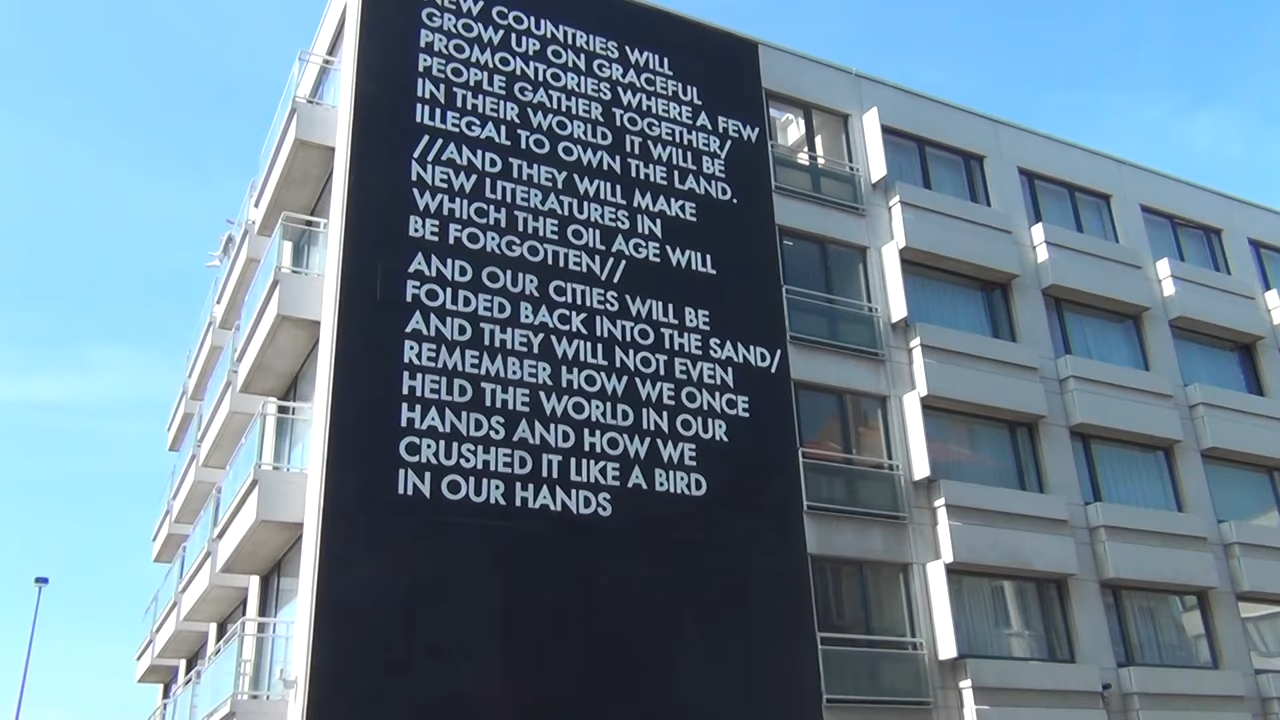 NEW COUNTRIES WILL
GROW UP ON GRACEFUL
PROMONTORIES WHERE A FEW
PEOPLE GATHER TOGETHER/
IN THEIR WORLD IT WILL BE
ILLEGAL TO OWN THE LAND.
//AND THEY WILL MAKE
NEW LITERATURES IN
WHICH THE OIL AGE WILL
BE FORGOTTEN//
AND OUR CITIES WILL BE
FOLDED BACK INTO THE SAND/
AND THEY WILL NOT EVEN
REMEMBER HOW WE ONCE
HELD THE WORLD IN OUR
HANDS AND HOW WE
CRUSHED IT LIKE A BIRD
IN OUR HANDS